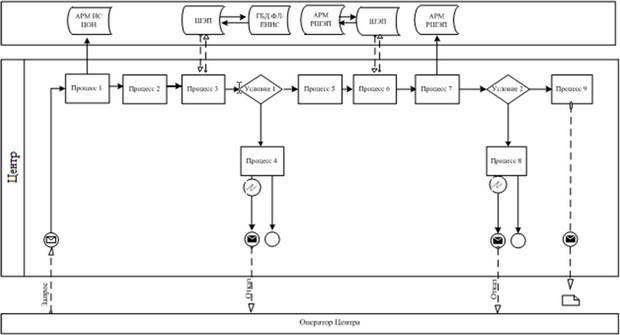 АРМ ИС
ЦОН
ШЭП
ГБД ФЛ-
ЕНИС
АРМ
РШЭП
ШЭП
АРМ
РШЭП
Центр
Процесс 1
Процесс 2
Процесс 3
Условие 1
Процесс 5
Процесс 6
Процесс 7
Условие 2
Процесс 9
Процесс 4
Процесс 8
Запрос
Отказ
Отказ
Оператор Центра